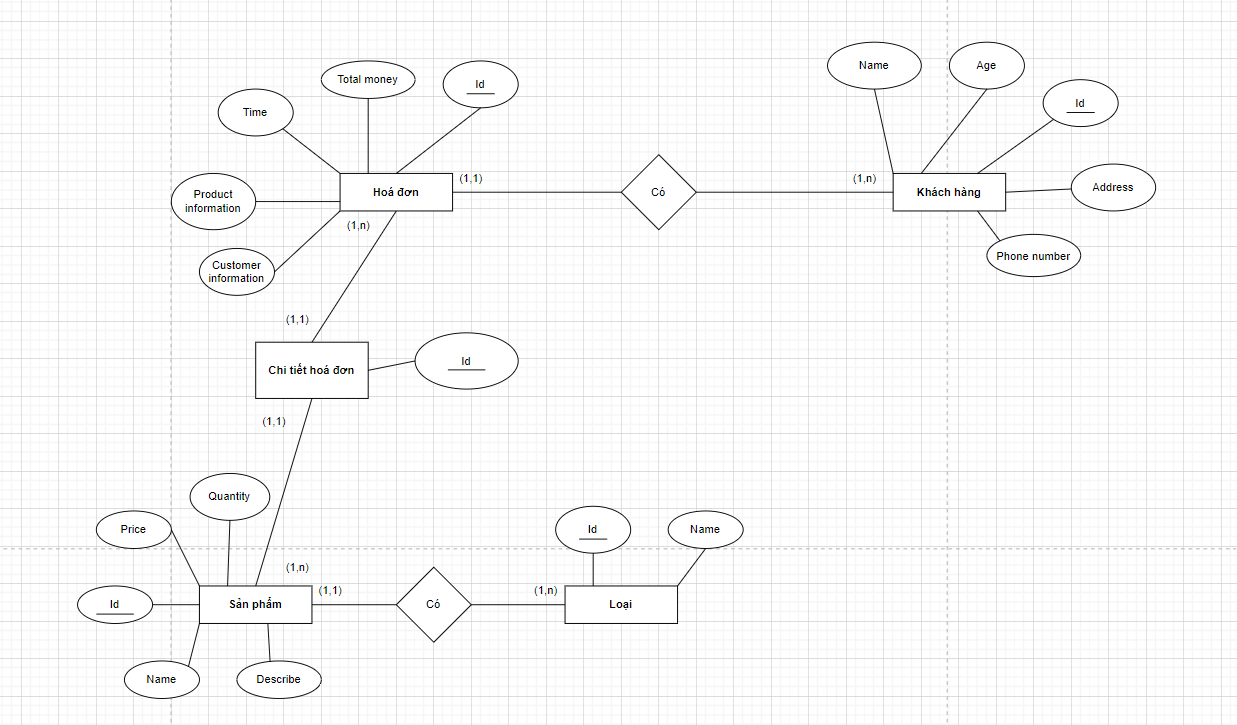 Name
Age
Total money
Id
Id
Time
(1,1)
(1,n)
Product
information
Hoá đơn
Có
Khách hàng
Address
(1,n)
Customer
information
Phone number
(1,1)
Chi tiết hoá đơn
Id
(1,1)
Quantity
Price
Id
Name
(1,n)
(1,1)
(1,n)
Id
Sản phẩm
Có
Loại
Name
Describe